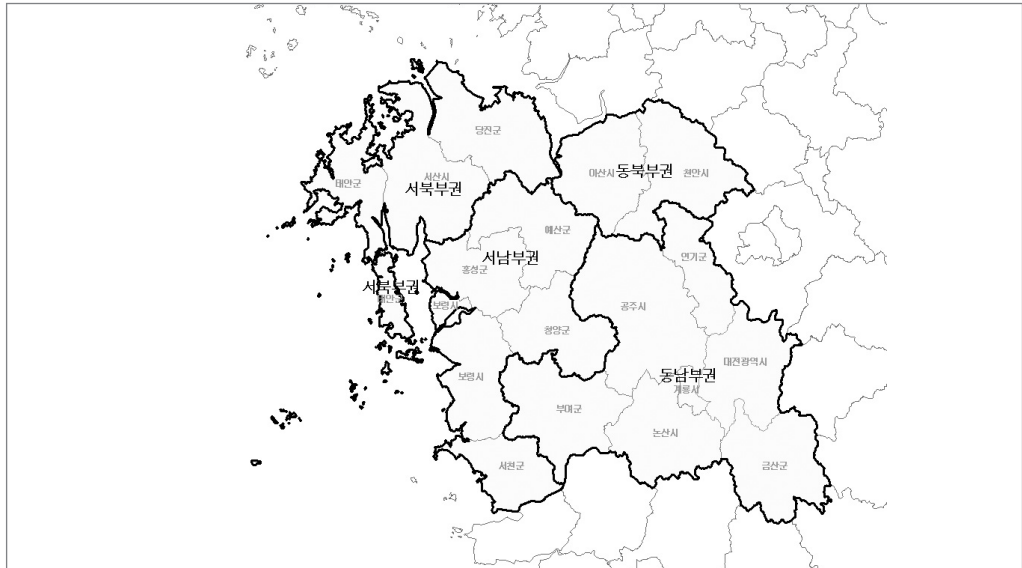 당진군
아산시
동북부권
천안시
서산시
태안군
서북부권
예산군
서남부권
연기군
홍성군
서북부권
태안군
보령시
공주시
청양군
대전광역시
보령시
동남부권
계룡시
부여군
논산시
서천군
금산군